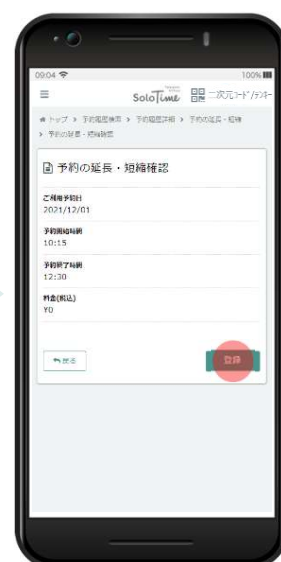 09:04 100%
SoloTime 二次元コード/テンキー
トップ > 予約履歴検索 > 予約履歴詳細 > 予約の延長・短縮
> 予約の延長・短縮確認
予約の延長・短縮確認
ご利用予約日
2021/12/01
予約開始時間
10:15
予約終了時間
12:30
料金(税込)
¥0
戻る 登録